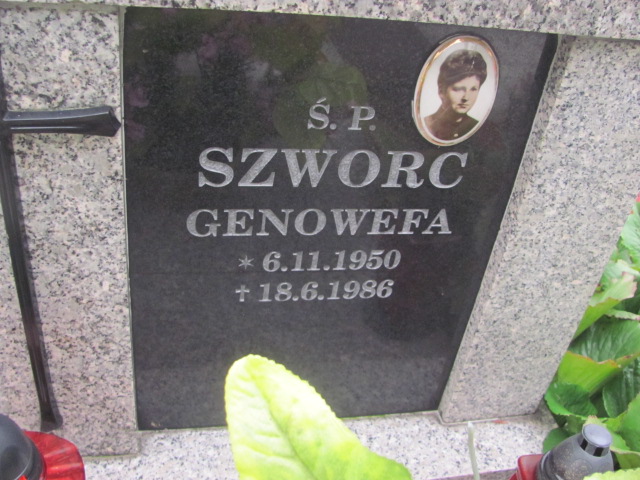 Ś. P.
SZWORC
GENOWEFA
* 6.11.1950
† 18.6.1986